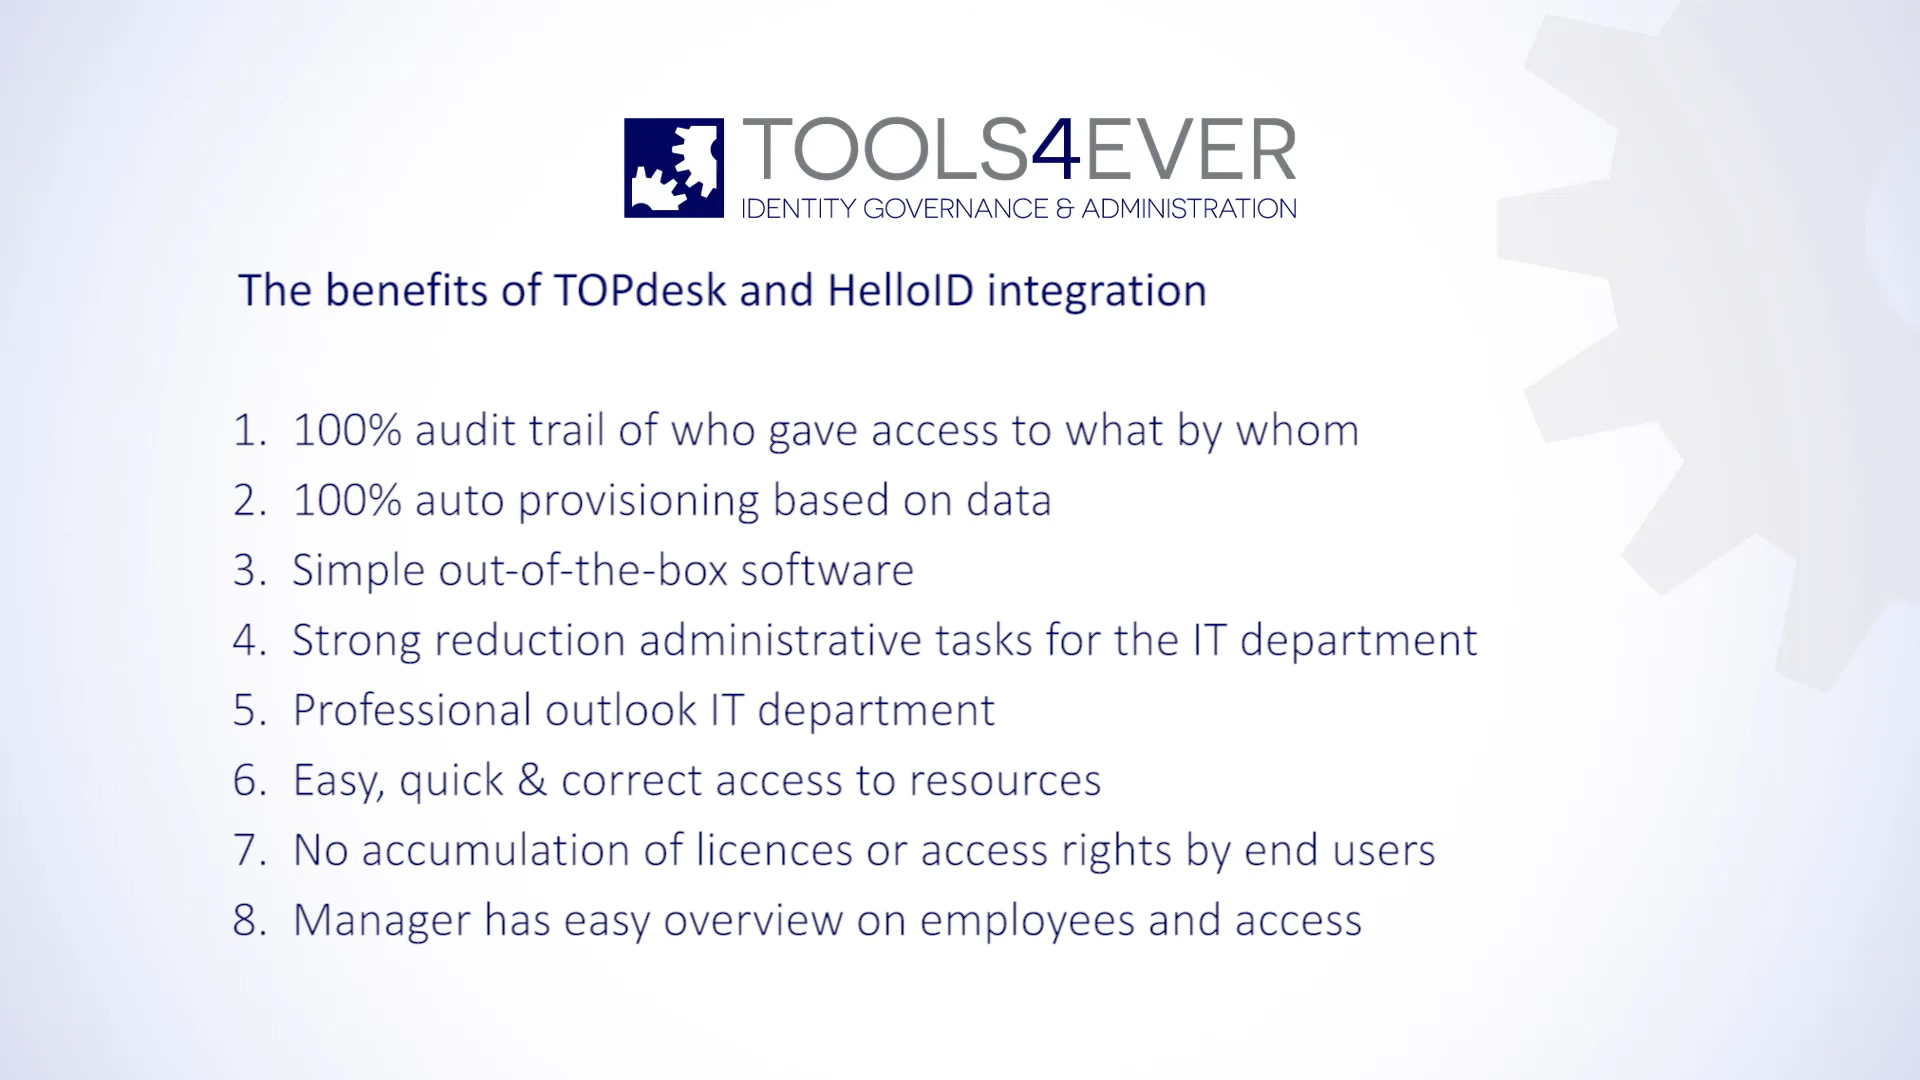 TOOLS4EVER
IDENTITY GOVERNANCE & ADMINISTRATION
The benefits of TOPdesk and HelloID integration
1. 100% audit trail of who gave access to what by whom
2. 100% auto provisioning based on data
3. Simple out-of-the-box software
4. Strong reduction administrative tasks for the IT department
5. Professional outlook IT department
6. Easy, quick & correct access to resources
7. No accumulation of licences or access rights by end users
8. Manager has easy overview on employees and access